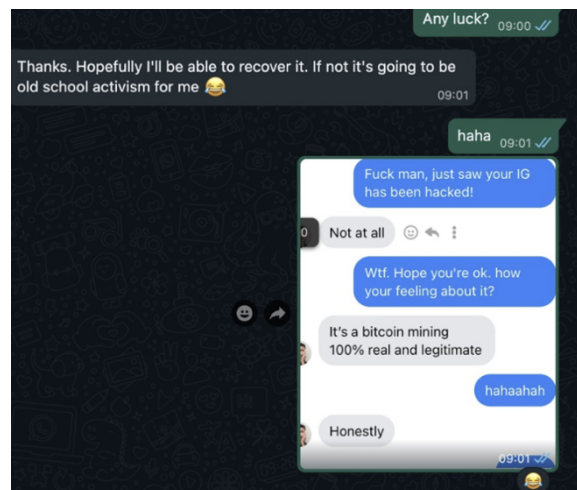 Any luck? 09:00
Thanks. Hopefully I'll be able to recover it. If not it's going to be
old school activism for me 😂
09:01
haha 09:01
Fuck man, just saw your IG
has been hacked!
0
Not at all
Wtf. Hope you're ok. how
your feeling about it?
It's a bitcoin mining
100% real and legitimate
hahaahah
Honestly
09:01